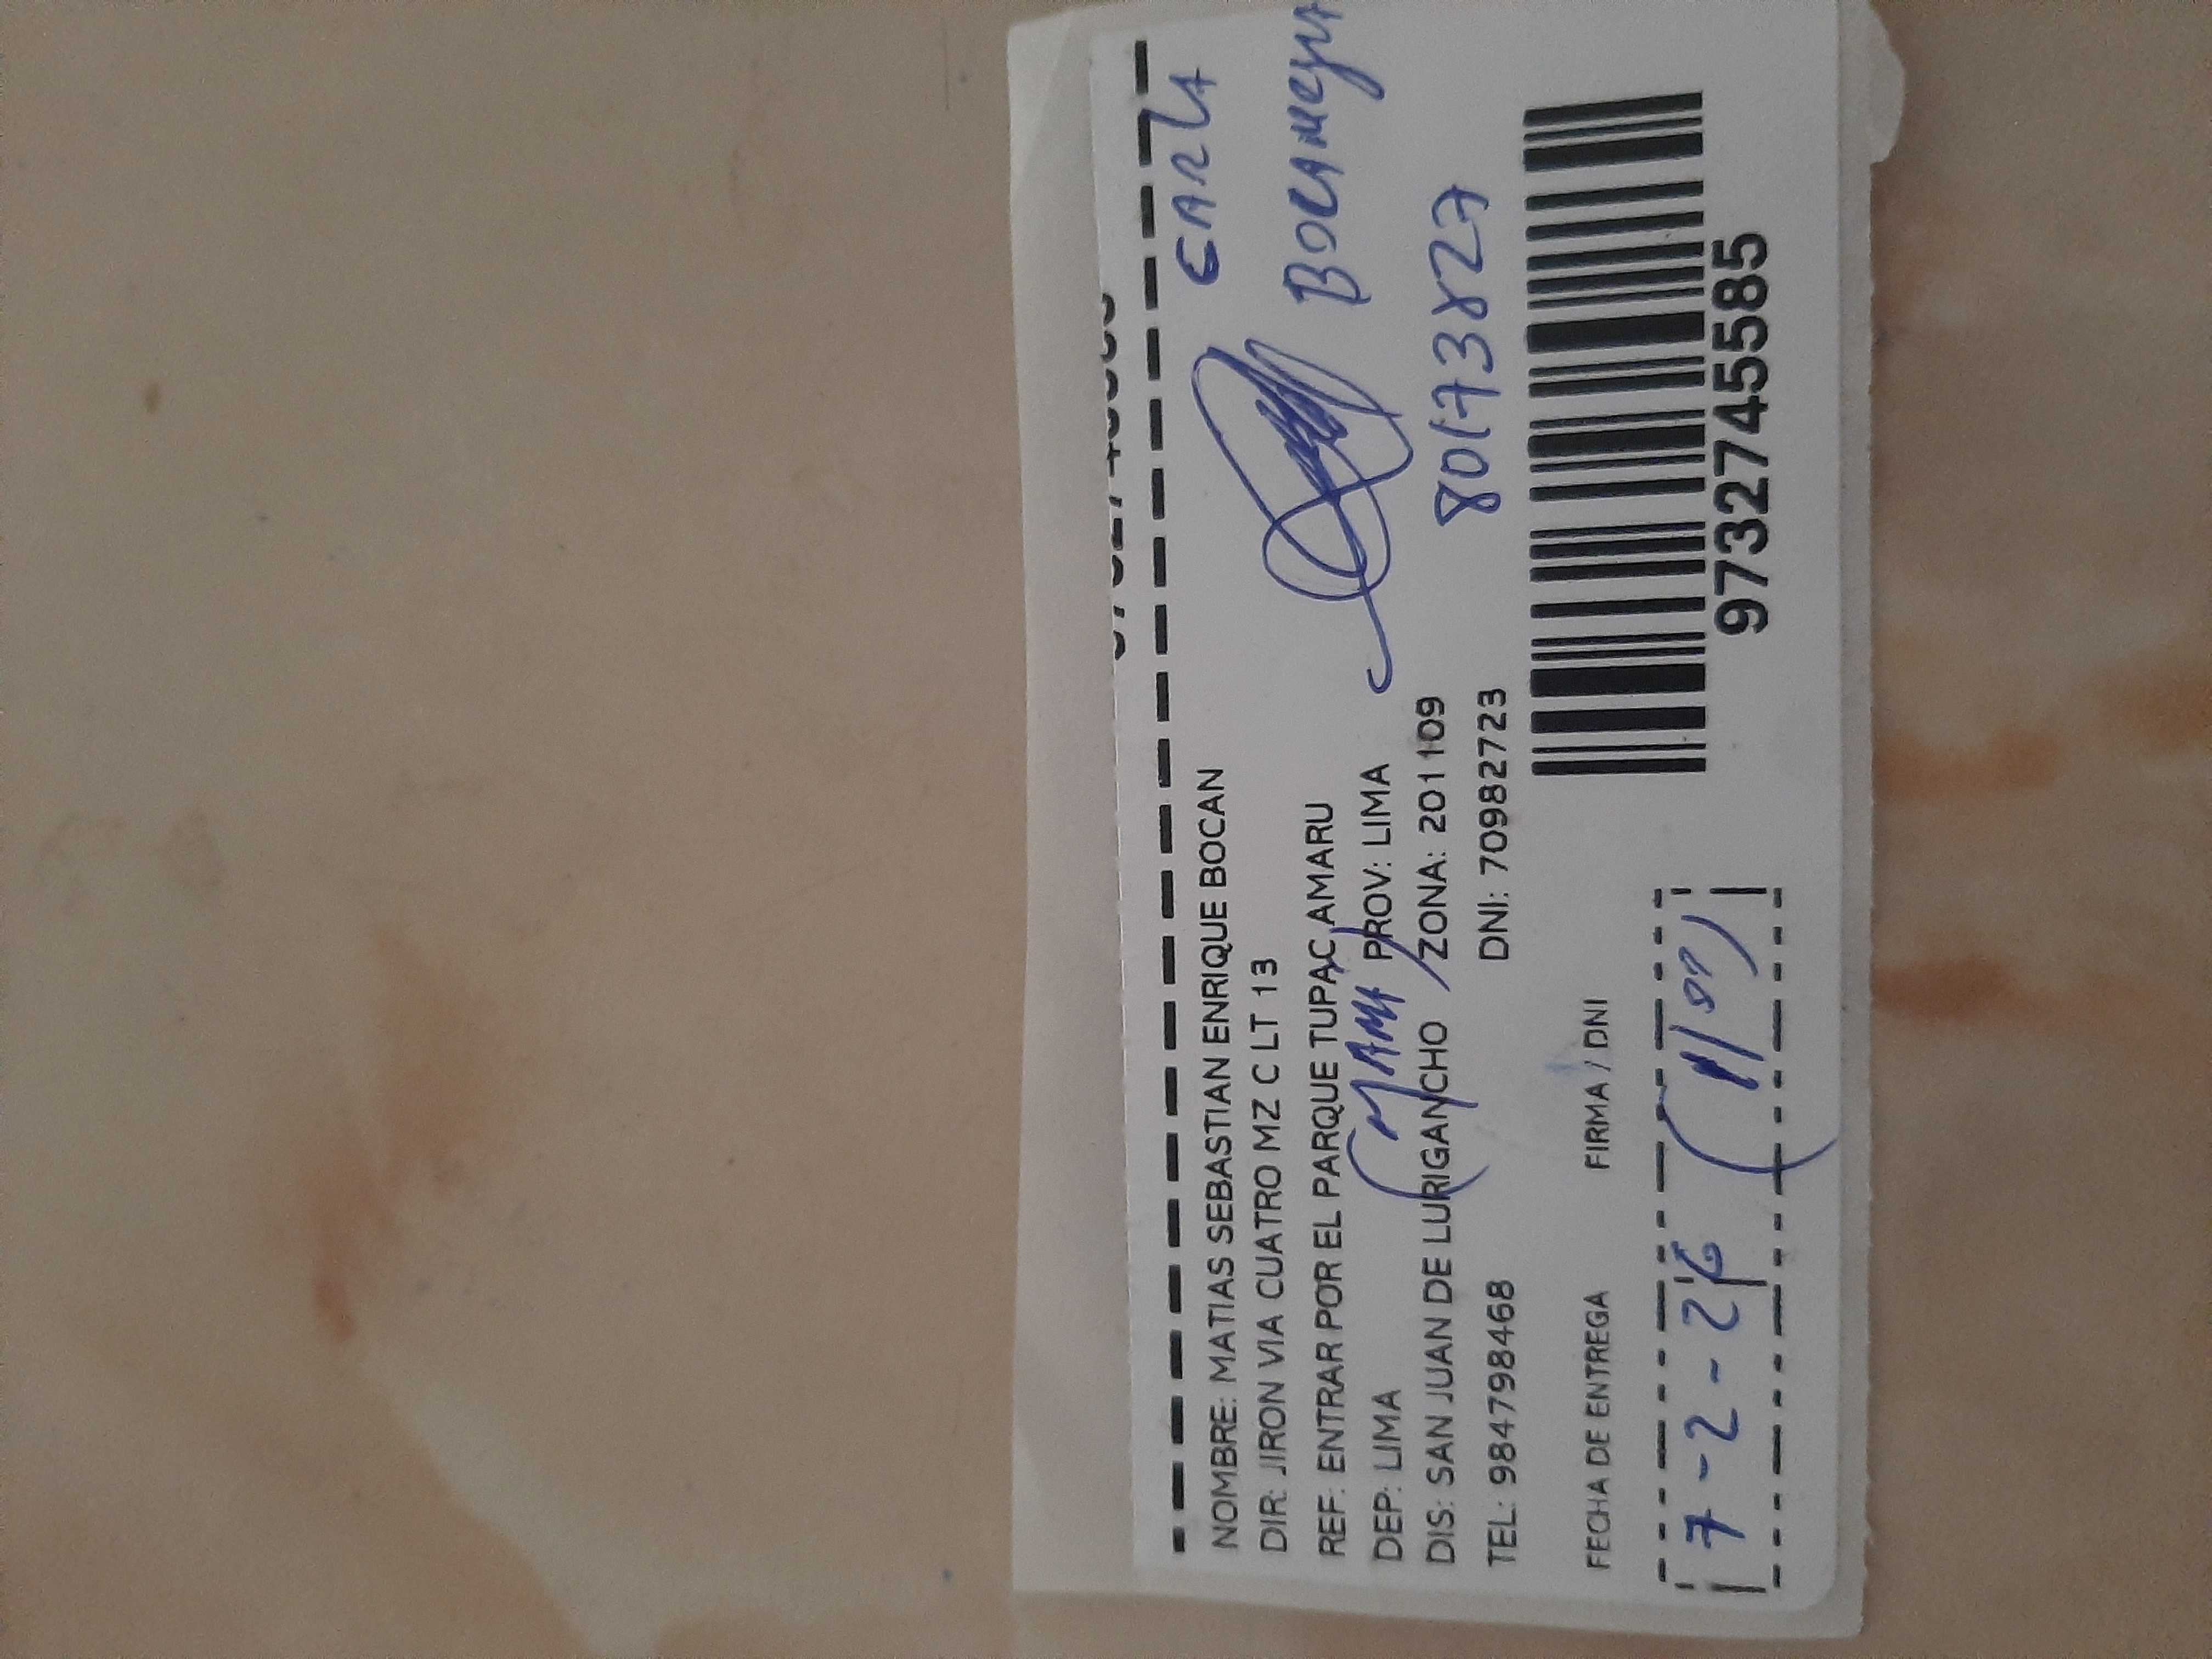 NOMBRE: MATIAS SEBASTIAN ENRIQUE BOCAN
DIR: JIRON VIA CUATRO MZ C LT 13
REF: ENTRAR POR EL PARQUE TUPAC AMARU
DEP: LIMA PROV: LIMA
DIS: SAN JUAN DE LURIGANCHO ZONA: 201109
TEL: 984798468 DNI: 70982723
(MAMA)
CARLA
BOCANEGRA
80173827
FECHA DE ENTREGA FIRMA / DNI
7-2-26
9732745585